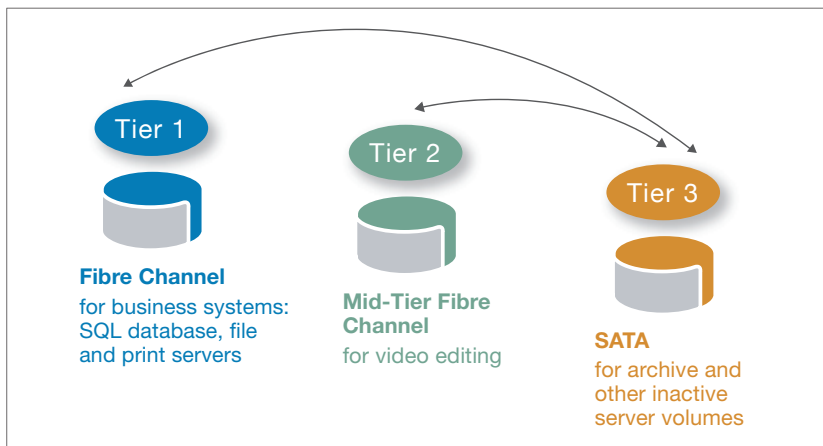 Tier 1
Fibre Channel
for business systems:
SQL database, file
and print servers
Tier 2
Mid-Tier Fibre
Channel
for video editing
Tier 3
SATA
for archive and
other inactive
server volumes